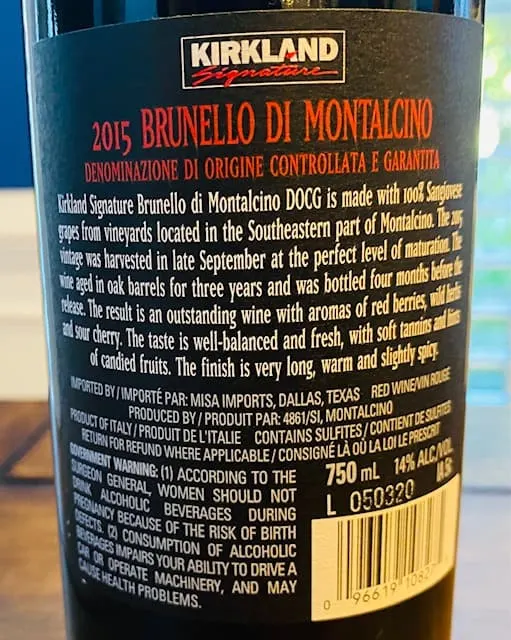 KIRKLAND
Signature
2015 BRUNELLO DI MONTALCINO
DENOMINAZIONE DI ORIGINE CONTROLLATA E GARANTITA
Kirkland Signature Brunello di Montalcino DOCG is made with 100% Sangiovese
grapes from vineyards located in the Southeastern part of Montalcino. The 2015
vintage was harvested in late September at the perfect level of maturation. The
wine aged in oak barrels for three years and was bottled four months before the
release. The result is an outstanding wine with aromas of red berries, wild herbs
and sour cherry. The taste is well-balanced and fresh, with soft tannins and hints
of candied fruits. The finish is very long, warm and slightly spicy.
IMPORTED BY / IMPORTÉ PAR: MISA IMPORTS, DALLAS, TEXAS RED WINE/VIN ROUGE
PRODUCED BY / PRODUIT PAR: 4861/SI, MONTALCINO
PRODUCT OF ITALY / PRODUIT DE L'ITALIE CONTAINS SULFITES / CONTIENT DE SULFITES
RETURN FOR REFUND WHERE APPLICABLE / CONSIGNÉ LÀ OÙ LA LOI LE PRESCRIT
GOVERNMENT WARNING: (1) ACCORDING TO THE
SURGEON GENERAL, WOMEN SHOULD NOT
DRINK ALCOHOLIC BEVERAGES DURING
PREGNANCY BECAUSE OF THE RISK OF BIRTH
DEFECTS. (2) CONSUMPTION OF ALCOHOLIC
BEVERAGES IMPAIRS YOUR ABILITY TO DRIVE A
CAR OR OPERATE MACHINERY, AND MAY
CAUSE HEALTH PROBLEMS.
750 mL 14% ALC/VOL
L 050320
0 96619 1082